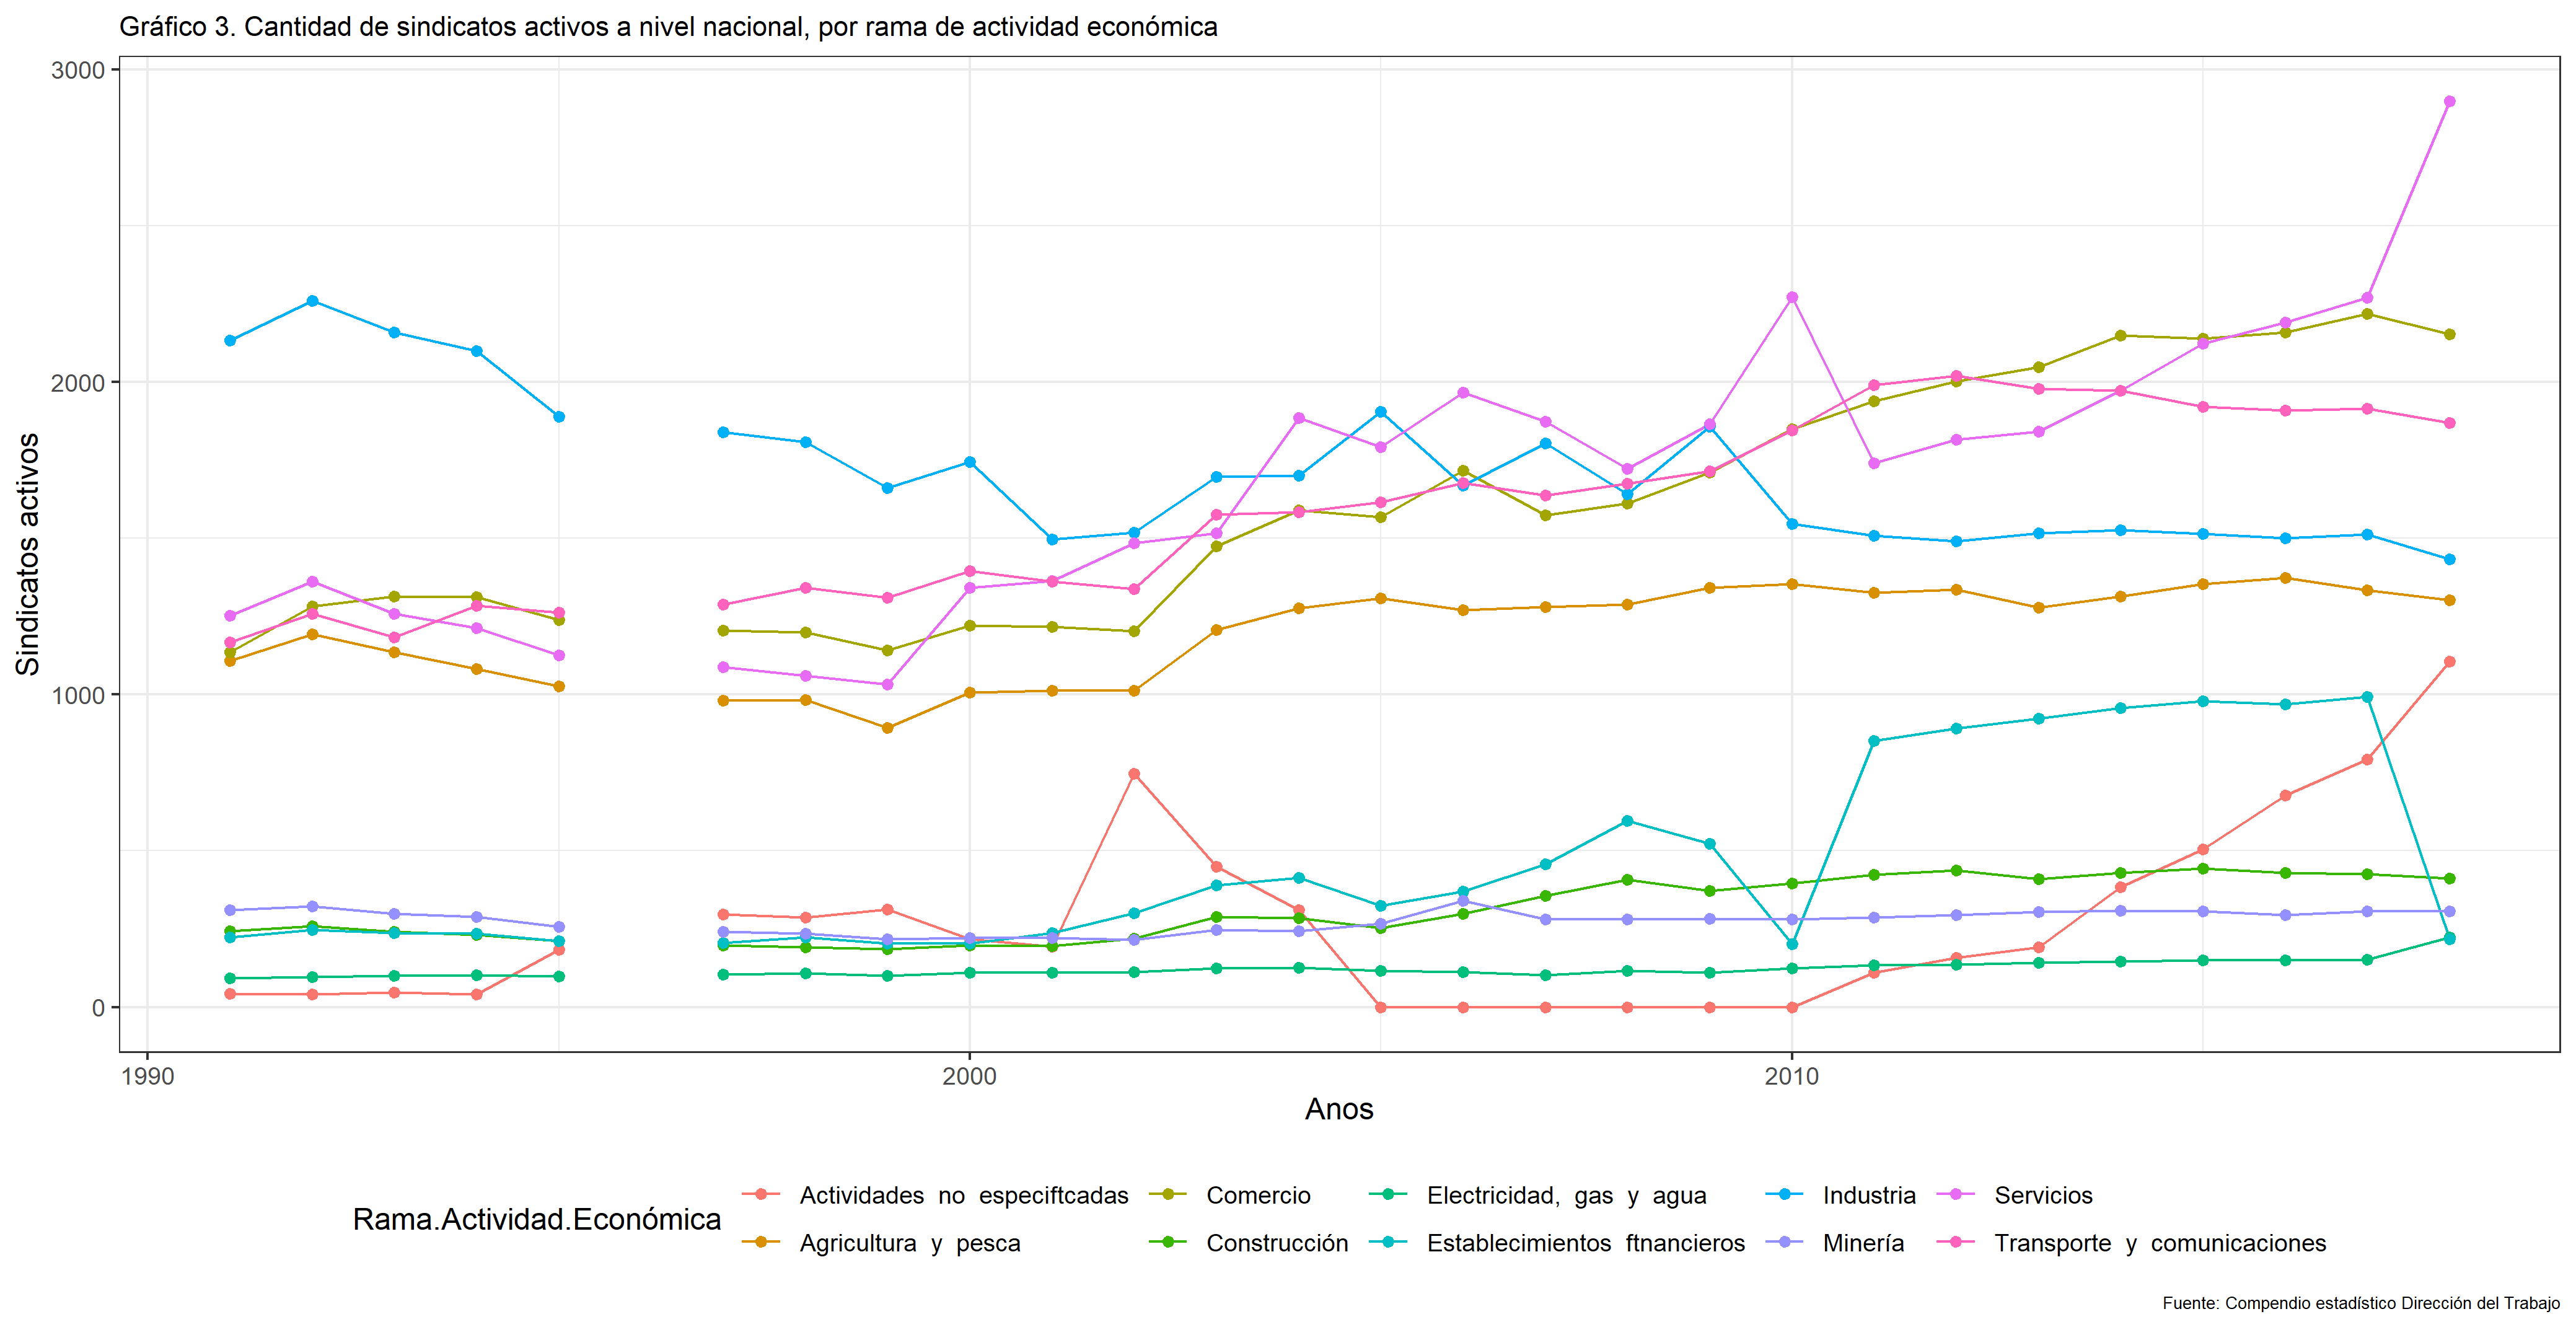 Gráfico 3. Cantidad de sindicatos activos a nivel nacional, por rama de actividad económica
3000
2000
1000
0
Sindicatos activos
1990
2000
2010
Anos
Rama.Actividad.Económica
Actividades no especiftcadas
Comercio
Electricidad, gas y agua
Industria
Servicios
Agricultura y pesca
Construcción
Establecimientos ftnancieros
Minería
Transporte y comunicaciones
Fuente: Compendio estadístico Dirección del Trabajo